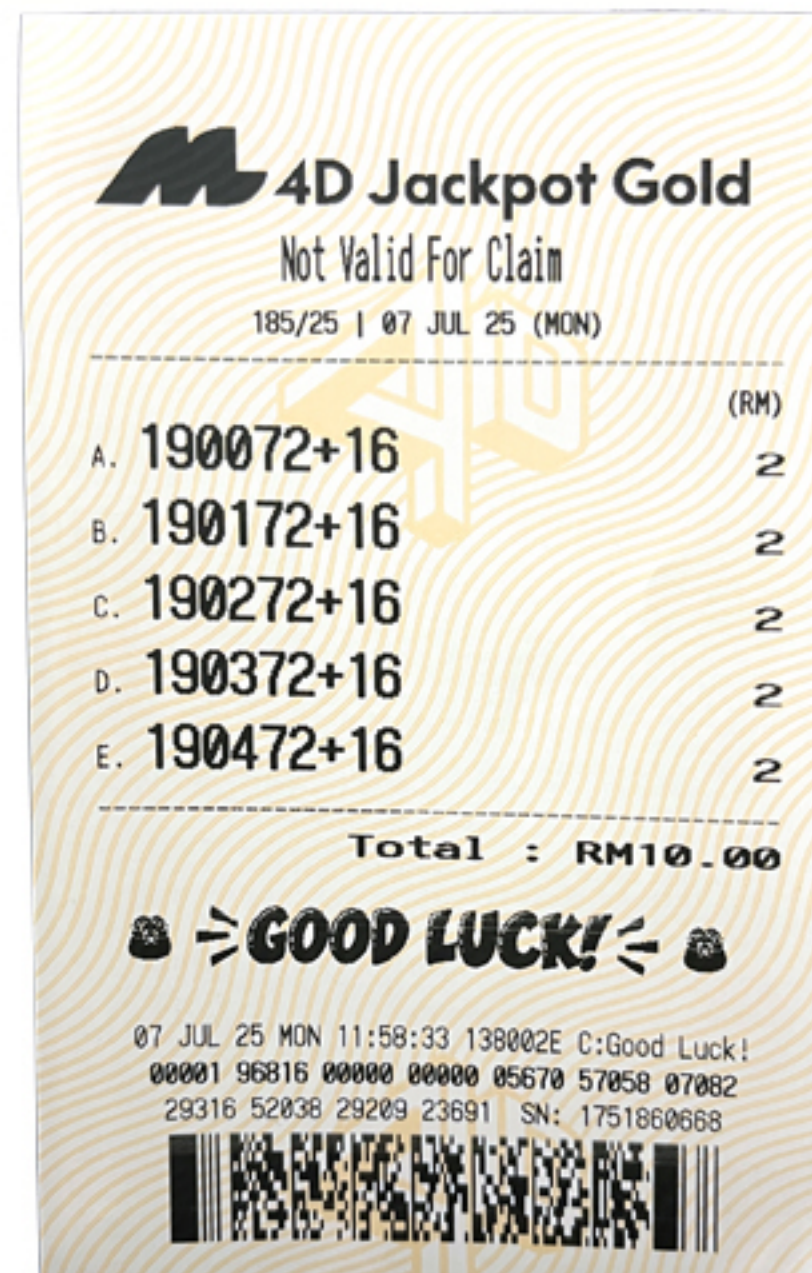 M 4D Jackpot Gold
Not Valid For Claim
185/25 | 07 JUL 25 (MON)
(RM)
A. 190072+16 2
B. 190172+16 2
C. 190272+16 2
D. 190372+16 2
E. 190472+16 2
Total : RM10.00
GOOD LUCK!
07 JUL 25 MON 11:58:33 138002E C:Good Luck!
00001 96816 00000 00000 05670 57058 07082
29316 52038 29209 23691 SN: 1751860668
4D